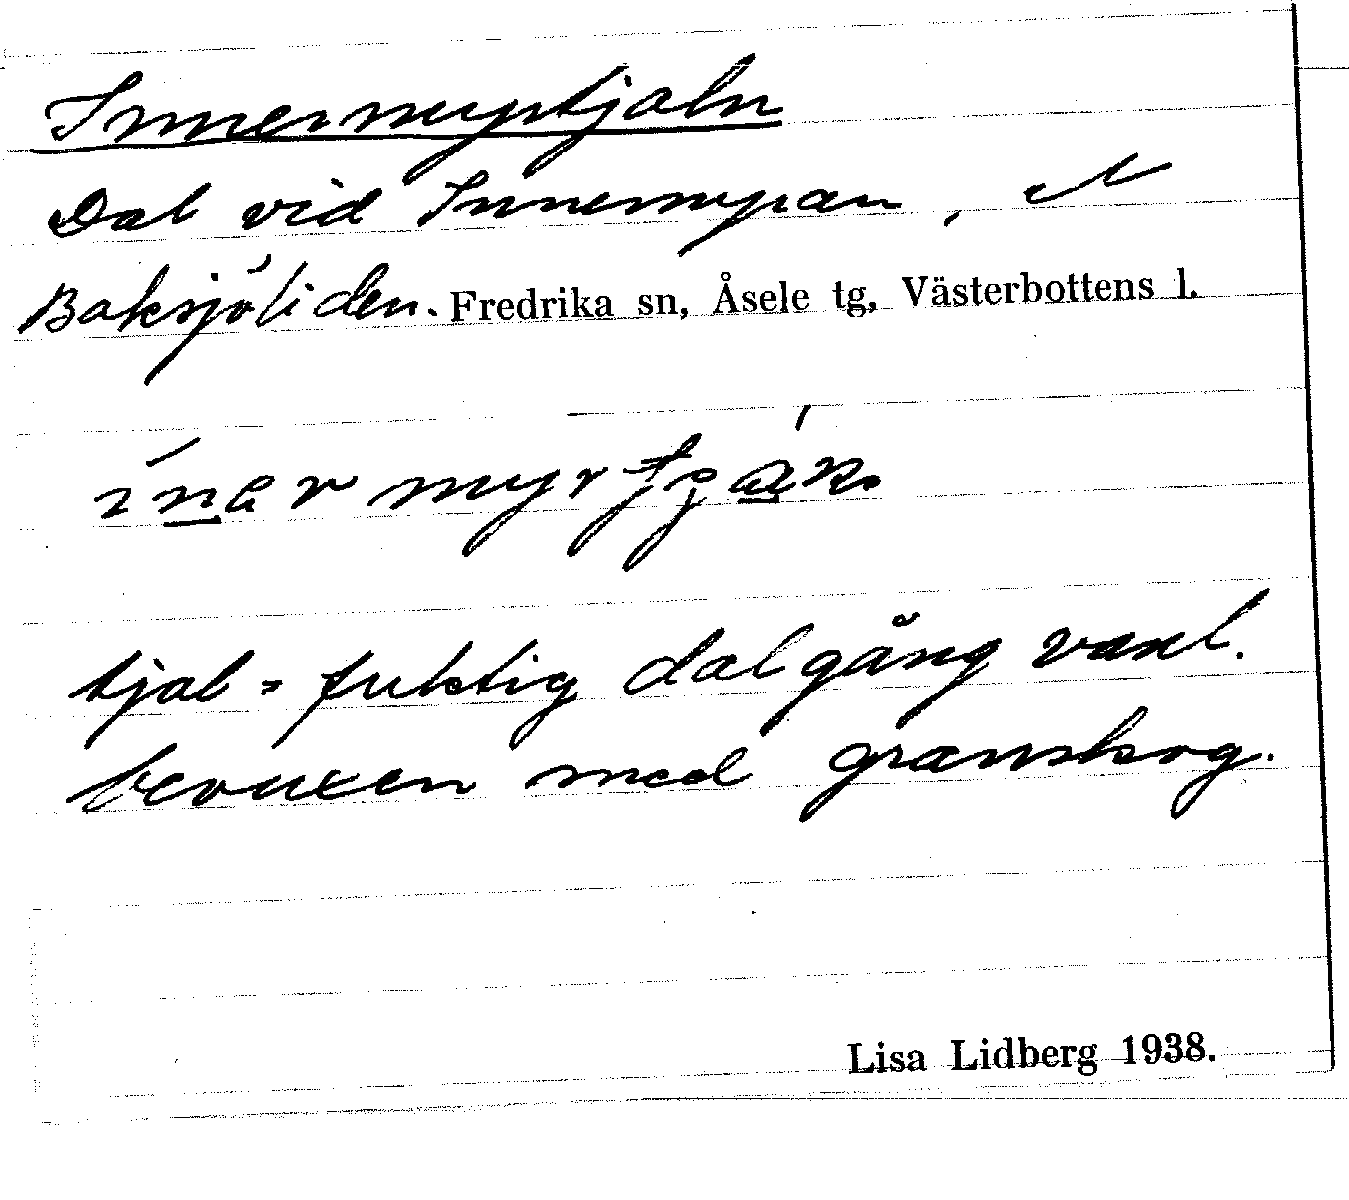 Innermyrtjaln
Dal vid Innermyran, N
Baksjöliden. Fredrika sn, Åsele tg, Västerbottens l.
tjal = fuktig dalgång vanl.
bevuxen med granskog.
Lisa Lidberg 1938.